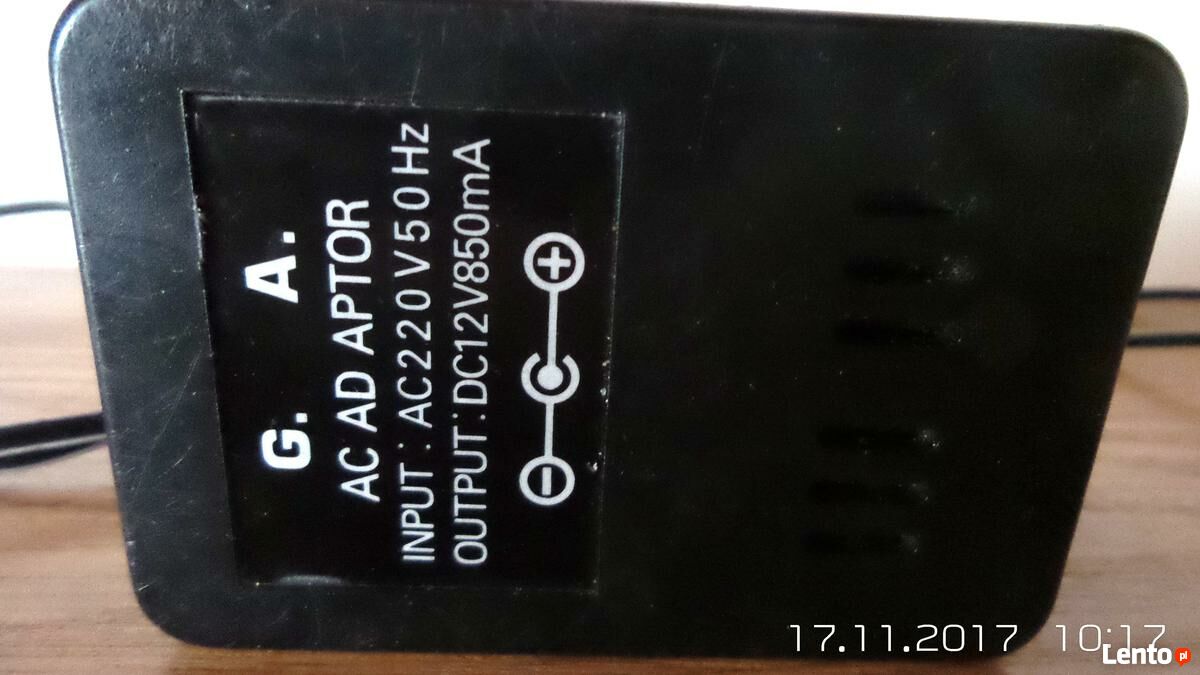 G. A.
AC AD APTOR
INPUT : AC220V50Hz
OUTPUT : DC12V850mA
17.11.2017 10:17
Lento pl